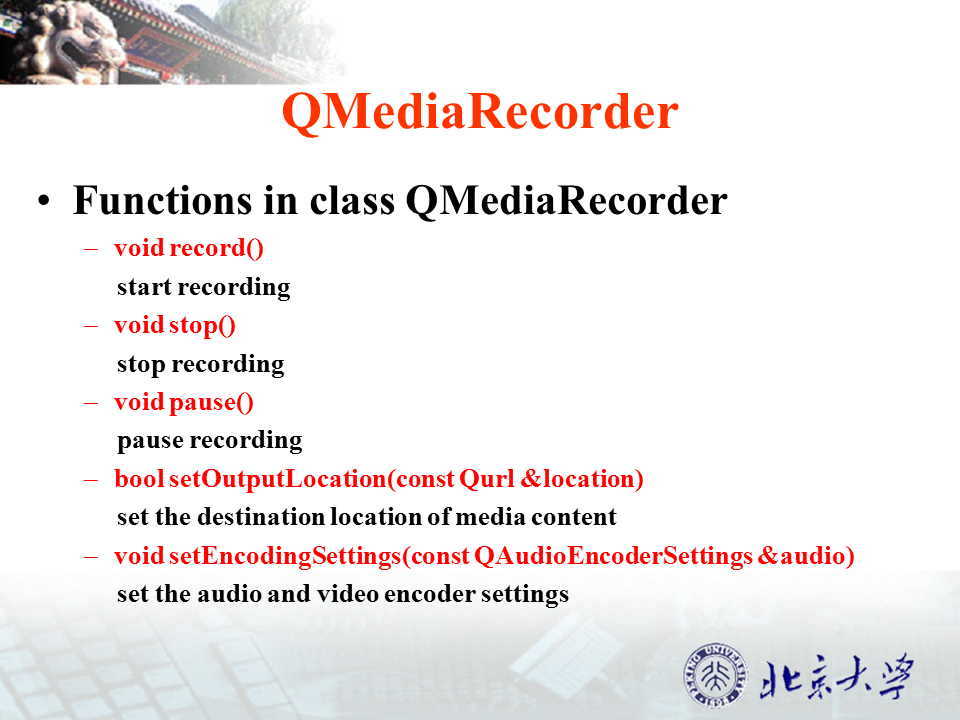 QMediaRecorder
• Functions in class QMediaRecorder
– void record()
start recording
– void stop()
stop recording
– void pause()
pause recording
– bool setOutputLocation(const Qurl &location)
set the destination location of media content
– void setEncodingSettings(const QAudioEncoderSettings &audio)
set the audio and video encoder settings
PEKING UNIVERSITY
1898
北京大学